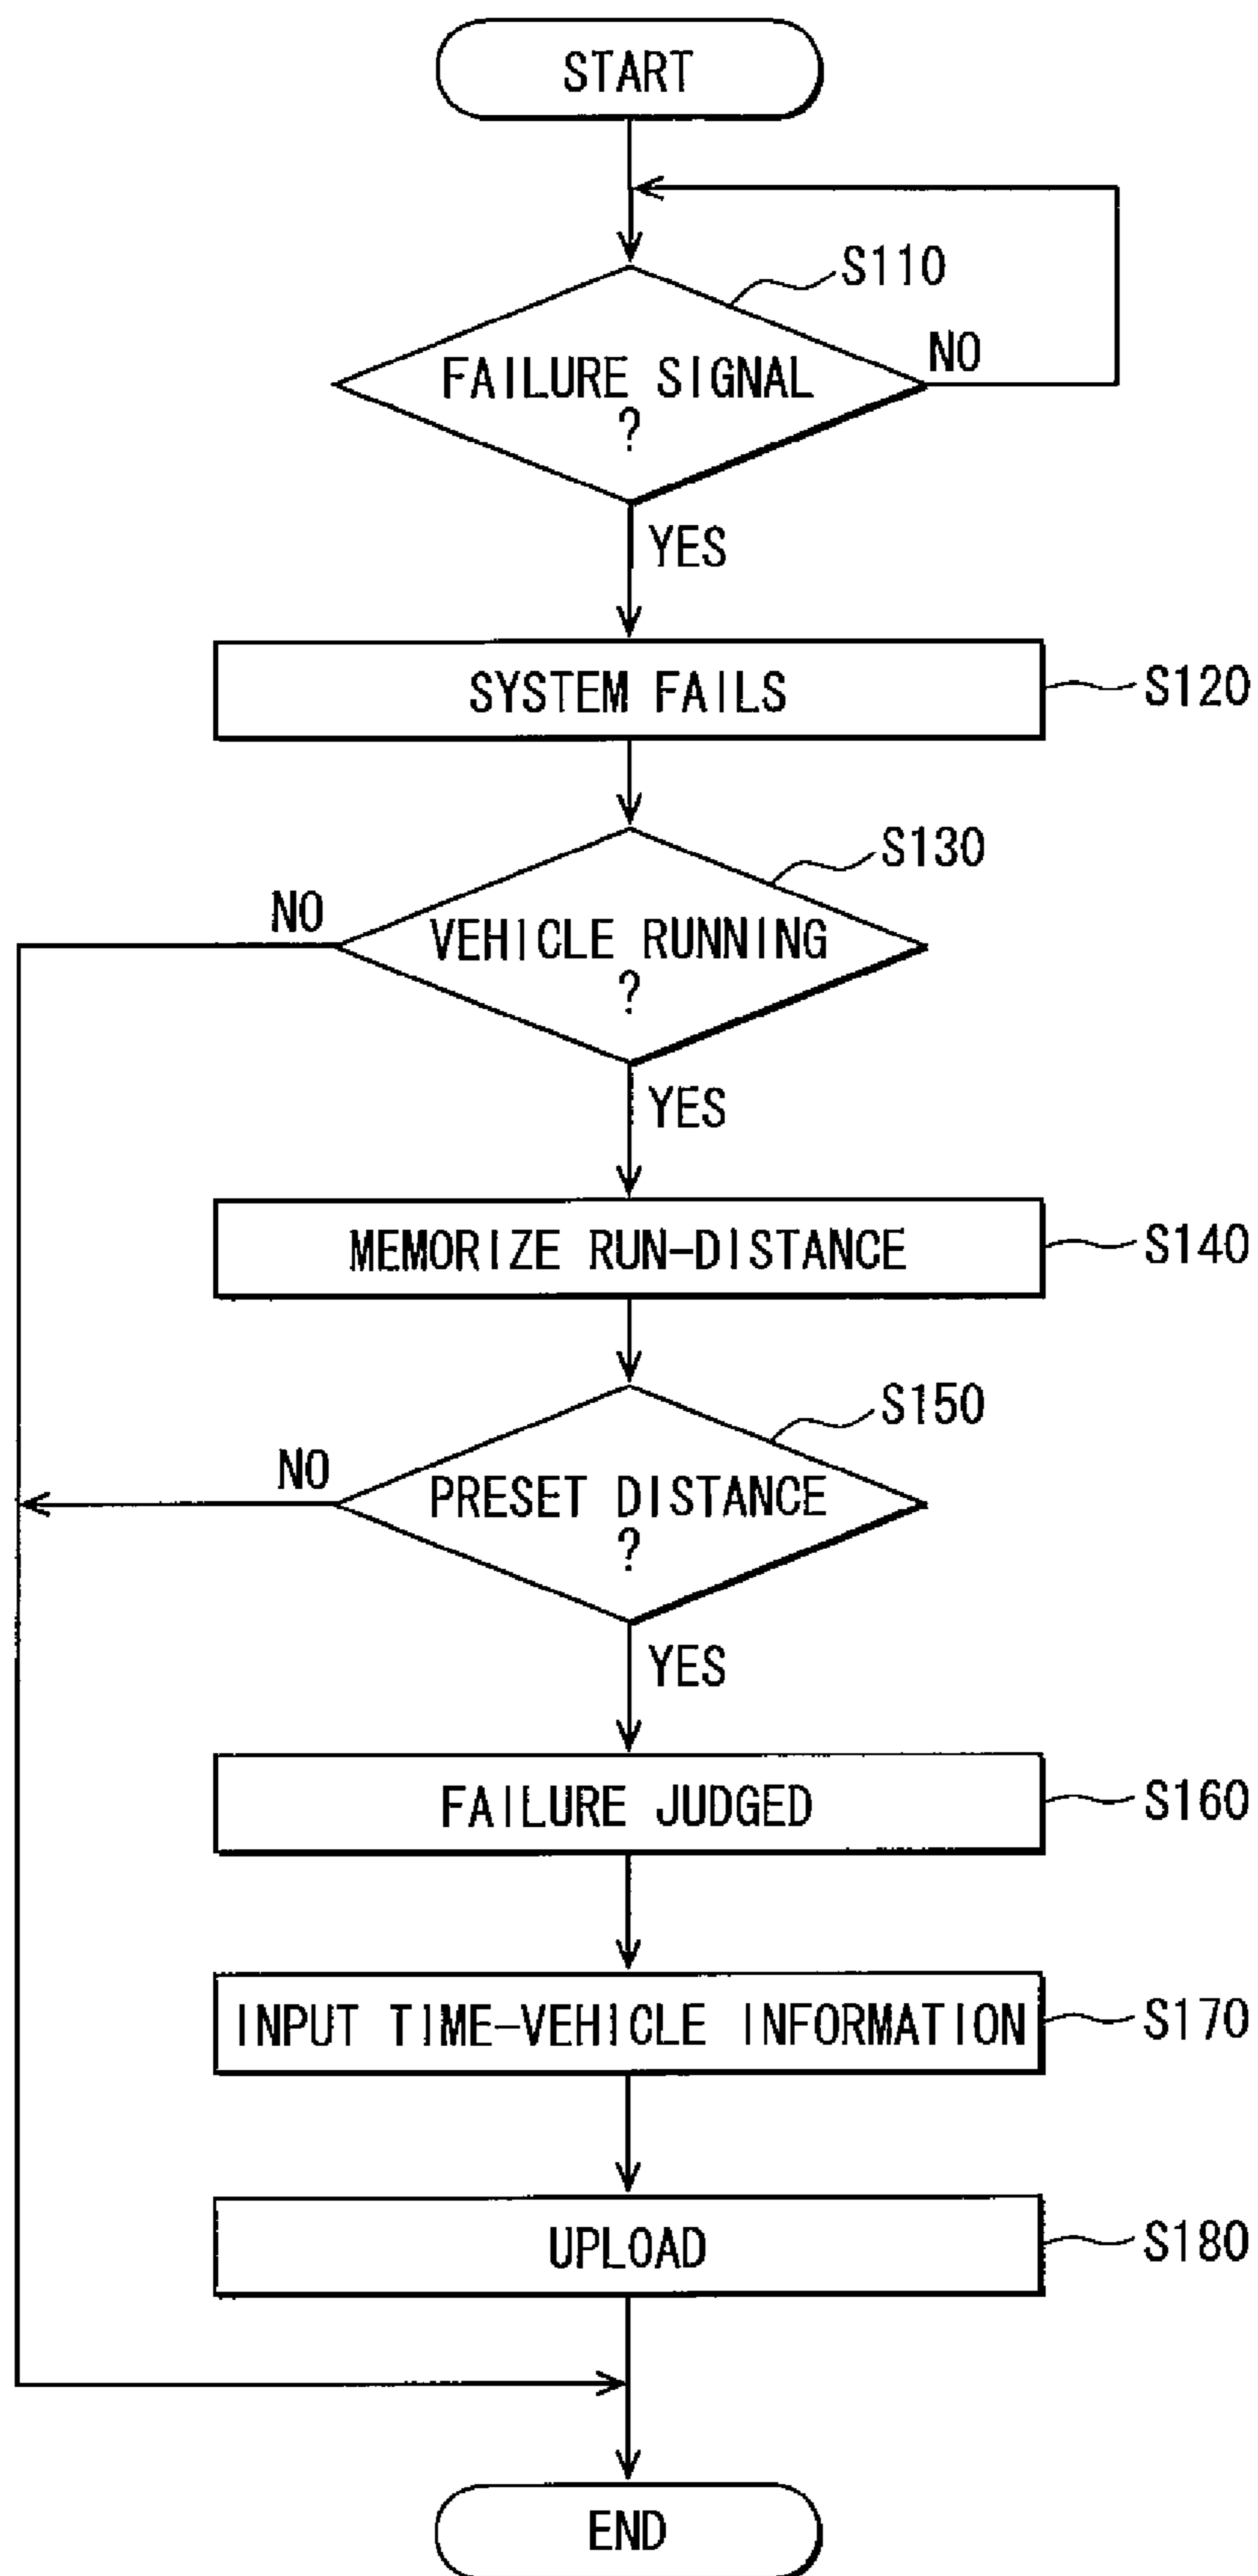 START
S110
FAILURE SIGNAL
?
NO
YES
SYSTEM FAILS
S120
S130
NO
VEHICLE RUNNING
?
YES
MEMORIZE RUN-DISTANCE
S140
S150
NO
PRESET DISTANCE
?
YES
FAILURE JUDGED
S160
INPUT TIME-VEHICLE INFORMATION
S170
UPLOAD
S180
END